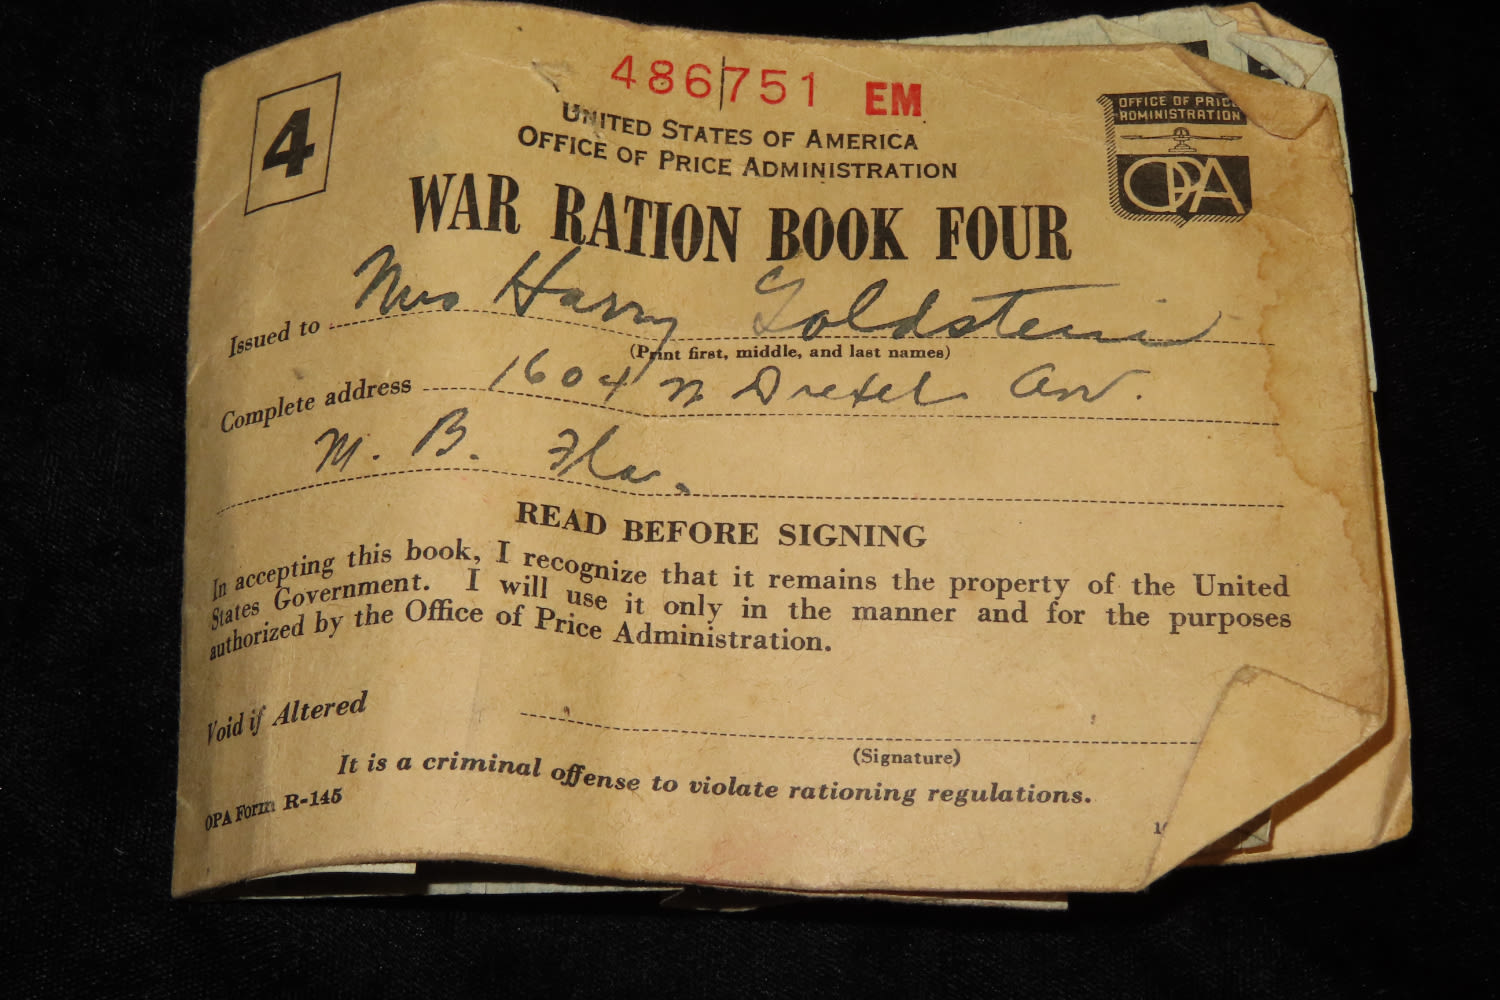 486751 EM
4
UNITED STATES OF AMERICA
OFFICE OF PRICE ADMINISTRATION
OFFICE OF PRICE
ADMINISTRATION
OPA
WAR RATION BOOK FOUR
Issued to Mrs Harry Goldstein
(Print first, middle, and last names)
Complete address 1604 N Drexel Av.
M. B. Fla.
READ BEFORE SIGNING
In accepting this book, I recognize that it remains the property of the United
States Government. I will use it only in the manner and for the purposes
authorized by the Office of Price Administration.
Void if Altered
(Signature)
It is a criminal offense to violate rationing regulations.
OPA Form R-145